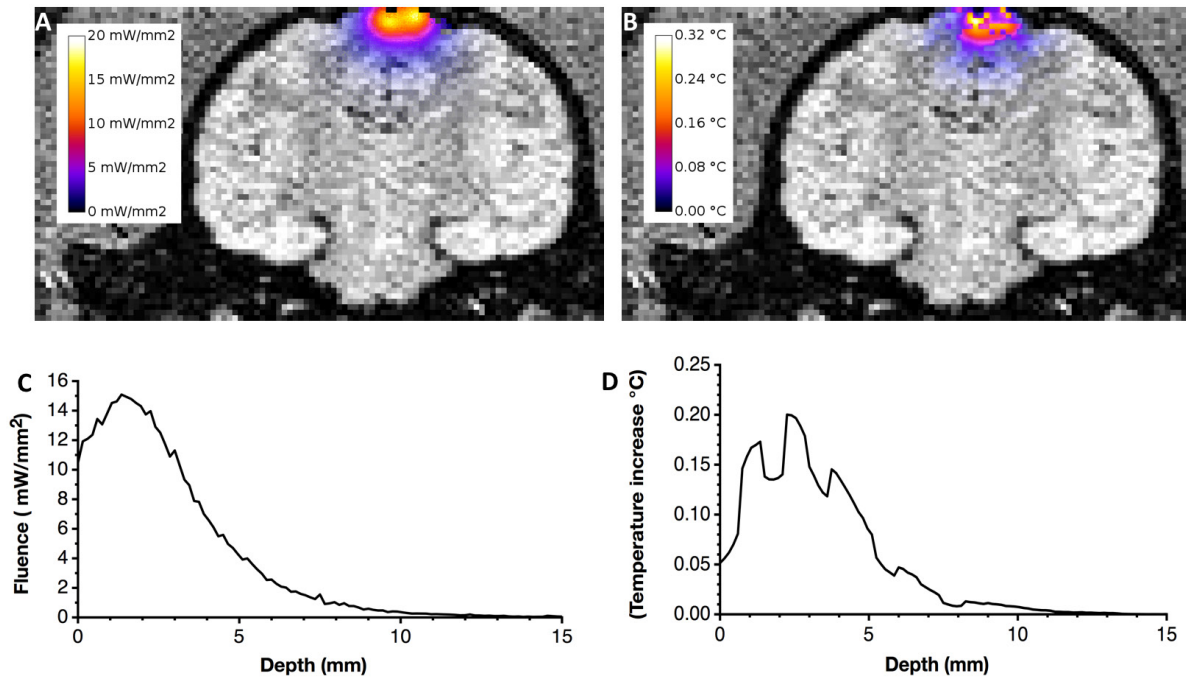 A
20 mW/mm2
15 mW/mm2
10 mW/mm2
5 mW/mm2
0 mW/mm2
B
0.32 °C
0.24 °C
0.16 °C
0.08 °C
0.00 °C
C
Fluence ( mW/mm²)
16
14
12
10
8
6
4
2
0
0 5 10 15
Depth (mm)
D
(Temperature increase °C)
0.25
0.20
0.15
0.10
0.05
0.00
0 5 10 15
Depth (mm)